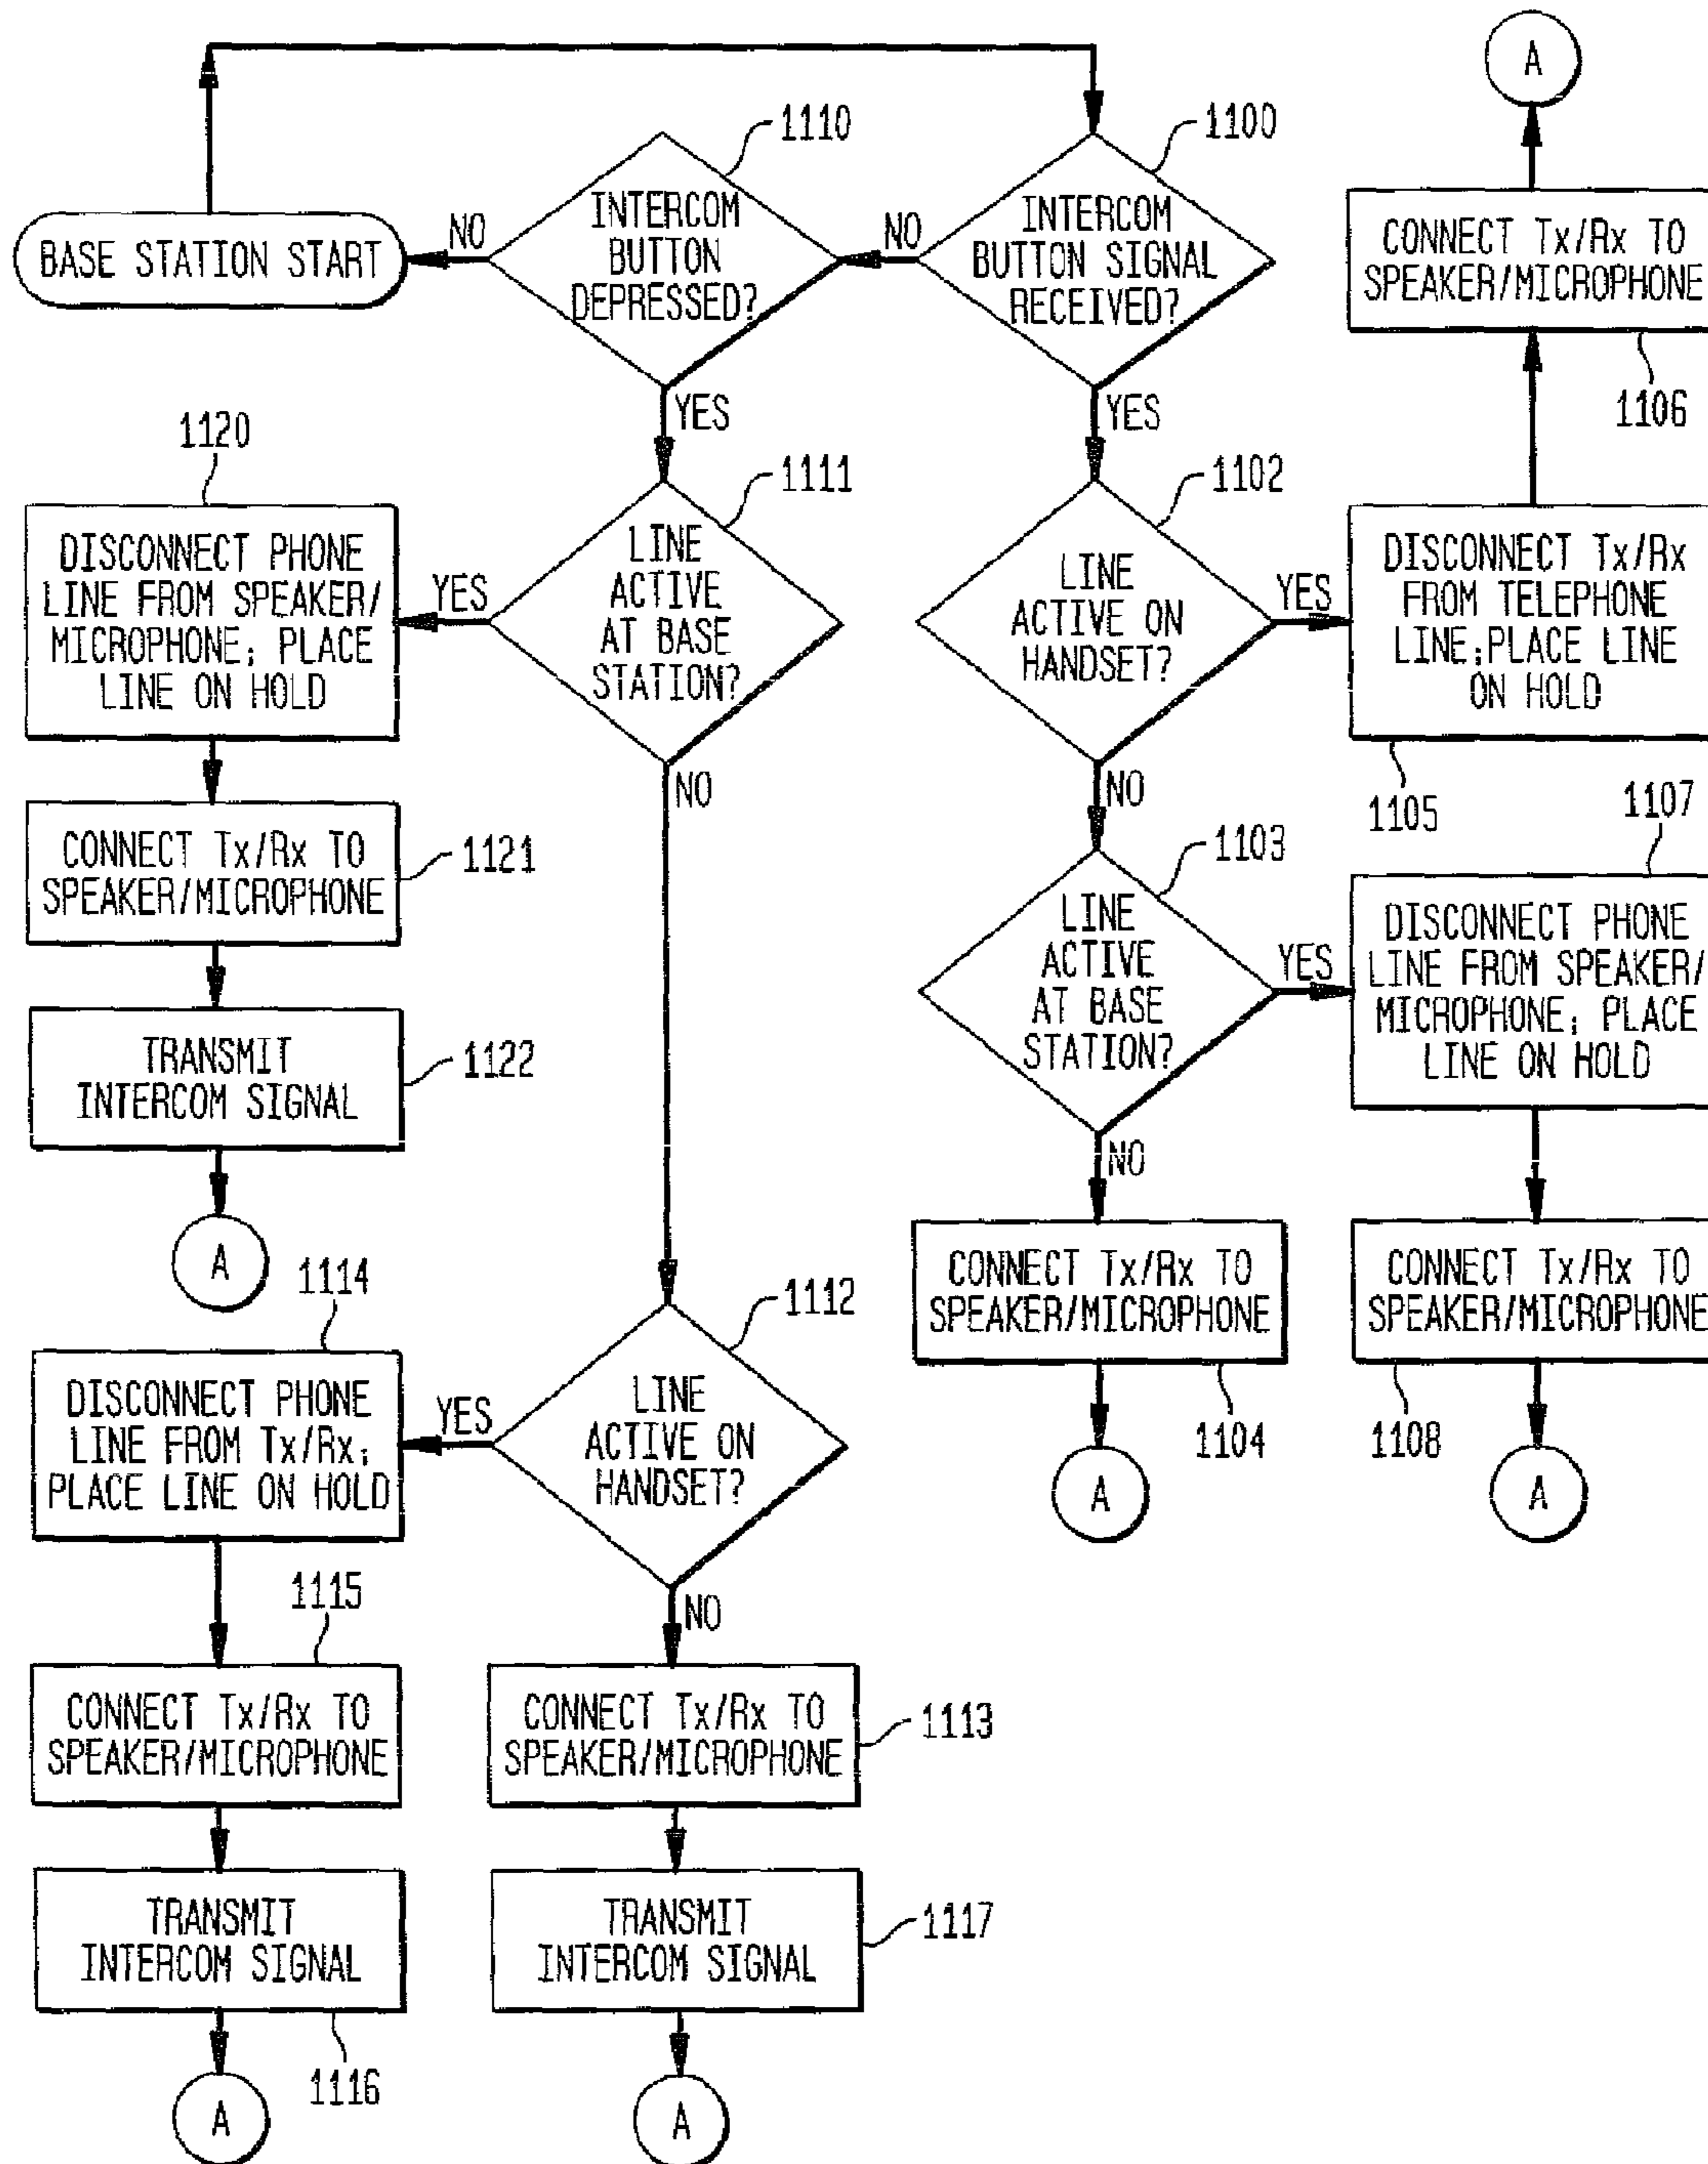 A
1110
1100
BASE STATION START
NO
INTERCOM
BUTTON
DEPRESSED?
NO
INTERCOM
BUTTON SIGNAL
RECEIVED?
CONNECT Tx/Rx TO
SPEAKER/MICROPHONE
1106
YES
YES
1120
1111
1102
DISCONNECT PHONE
LINE FROM SPEAKER/
MICROPHONE; PLACE
LINE ON HOLD
YES
LINE
ACTIVE
AT BASE
STATION?
LINE
ACTIVE ON
HANDSET?
YES
DISCONNECT Tx/Rx
FROM TELEPHONE
LINE;PLACE LINE
ON HOLD
NO
NO
1105
1107
CONNECT Tx/Rx TO
SPEAKER/MICROPHONE
1121
1103
LINE
ACTIVE
AT BASE
STATION?
YES
DISCONNECT PHONE
LINE FROM SPEAKER/
MICROPHONE; PLACE
LINE ON HOLD
TRANSMIT
INTERCOM SIGNAL
1122
NO
A
1114
1112
CONNECT Tx/Rx TO
SPEAKER/MICROPHONE
1104
CONNECT Tx/Rx TO
SPEAKER/MICROPHONE
1108
DISCONNECT PHONE
LINE FROM Tx/Rx;
PLACE LINE ON HOLD
YES
LINE
ACTIVE ON
HANDSET?
A
A
1115
NO
CONNECT Tx/Rx TO
SPEAKER/MICROPHONE
CONNECT Tx/Rx TO
SPEAKER/MICROPHONE
1113
TRANSMIT
INTERCOM SIGNAL
1116
TRANSMIT
INTERCOM SIGNAL
1117
A
A